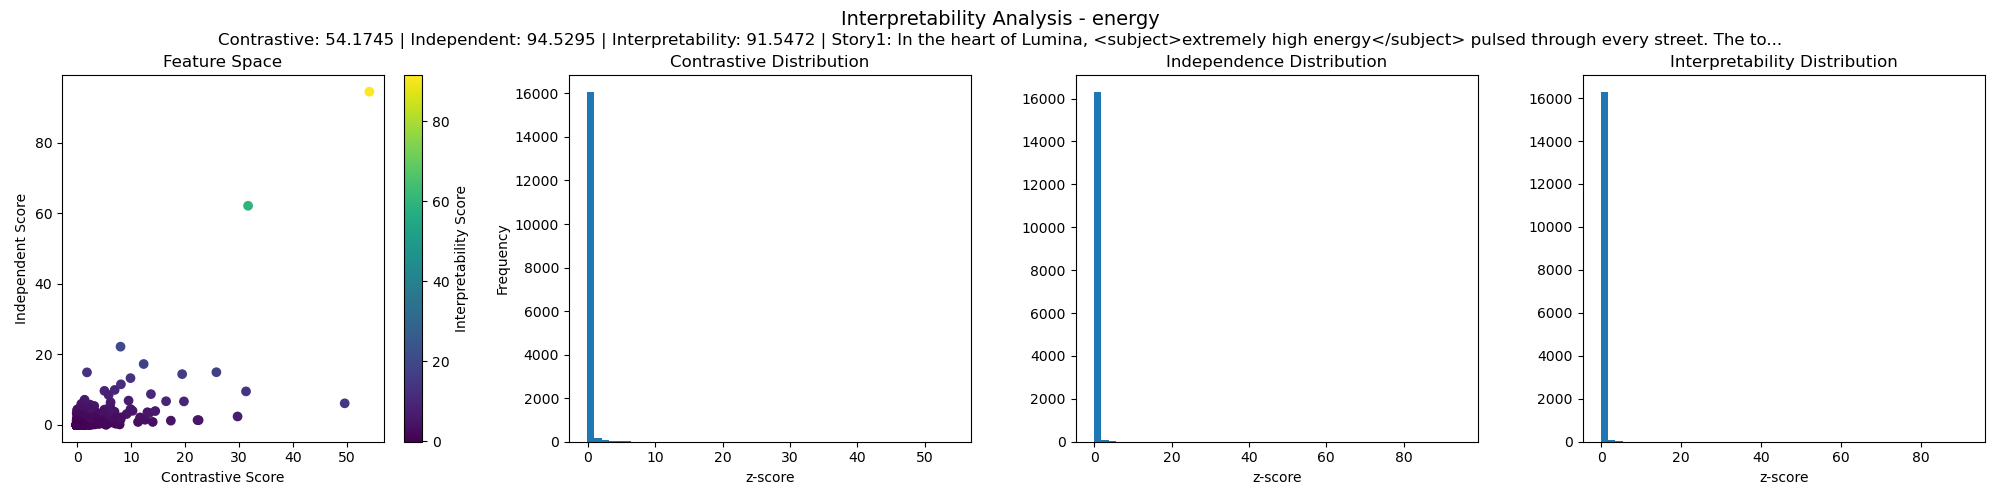 Interpretability Analysis - energy
Contrastive: 54.1745 | Independent: 94.5295 | Interpretability: 91.5472 | Story1: In the heart of Lumina, <subject>extremely high energy</subject> pulsed through every street. The to...
Feature Space
Independent Score
80
60
40
20
0
0 10 20 30 40 50
Contrastive Score
80
60
40
20
0
Interpretability Score
Contrastive Distribution
Frequency
16000
14000
12000
10000
8000
6000
4000
2000
0
0 10 20 30 40 50
z-score
Independence Distribution
16000
14000
12000
10000
8000
6000
4000
2000
0
0 20 40 60 80
z-score
Interpretability Distribution
16000
14000
12000
10000
8000
6000
4000
2000
0
0 20 40 60 80
z-score